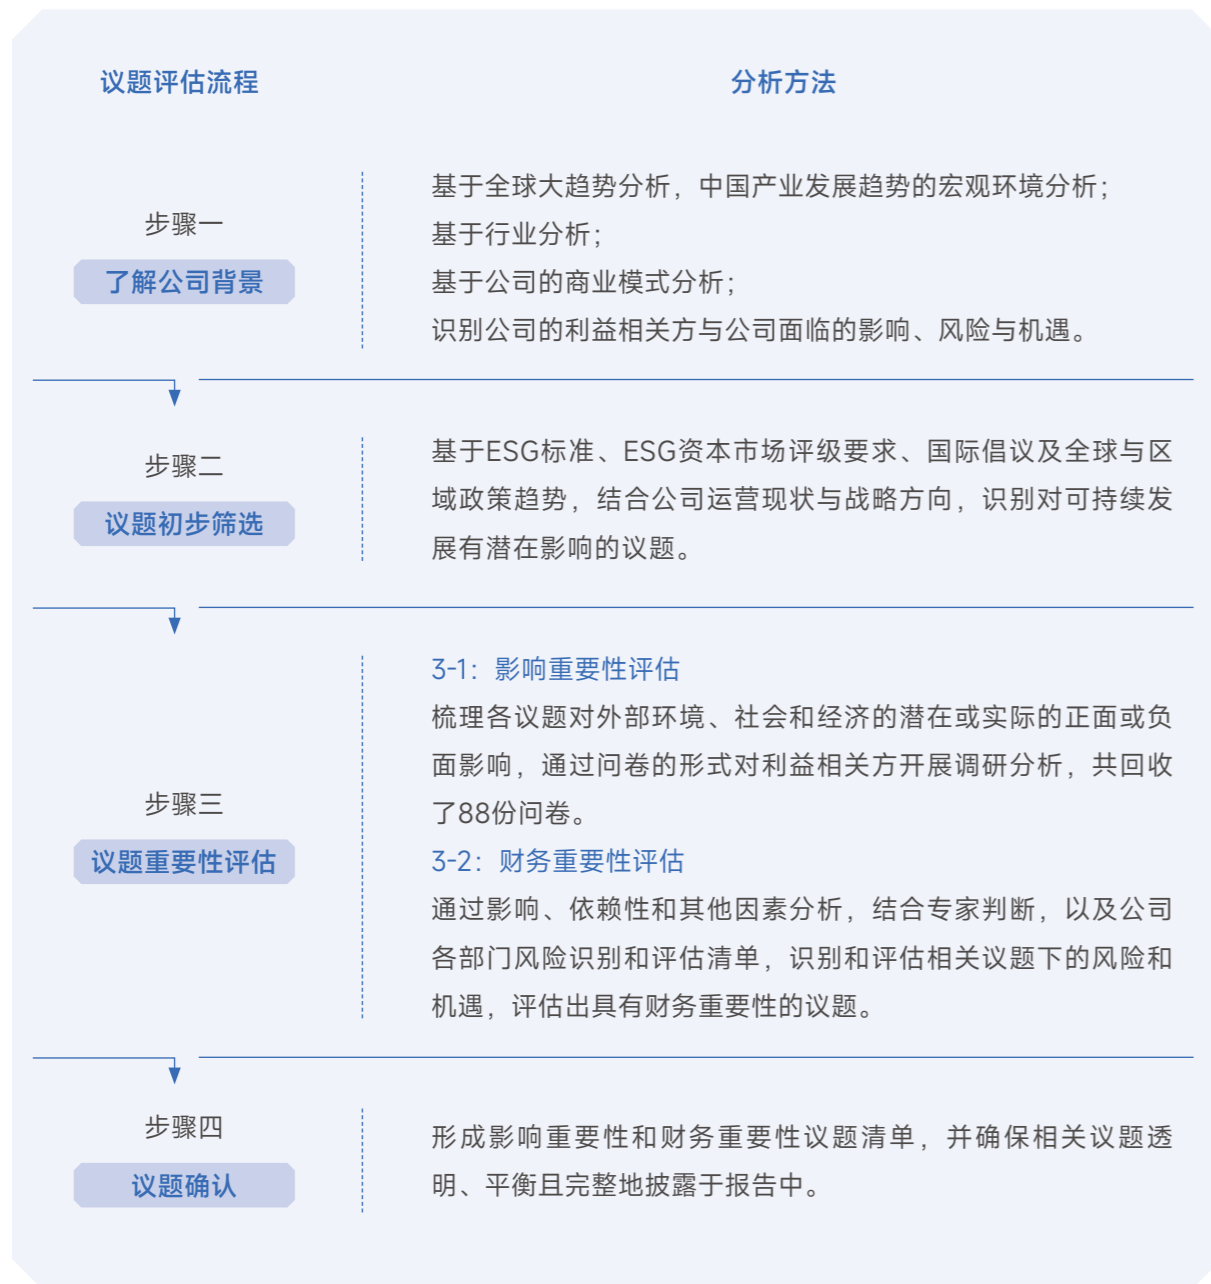 议题评估流程
分析方法
步骤一
了解公司背景
基于全球大趋势分析，中国产业发展趋势的宏观环境分析；
基于行业分析；
基于公司的商业模式分析；
识别公司的利益相关方与公司面临的影响、风险与机遇。
步骤二
议题初步筛选
基于ESG标准、ESG资本市场评级要求、国际倡议及全球与区
域政策趋势，结合公司运营现状与战略方向，识别对可持续发
展有潜在影响的议题。
步骤三
议题重要性评估
3-1：影响重要性评估
梳理各议题对外部环境、社会和经济的潜在或实际的正面或负
面影响，通过问卷的形式对利益相关方开展调研分析，共回收
了88份问卷。
3-2：财务重要性评估
通过影响、依赖性和其他因素分析，结合专家判断，以及公司
各部门风险识别和评估清单，识别和评估相关议题下的风险和
机遇，评估出具有财务重要性的议题。
步骤四
议题确认
形成影响重要性和财务重要性议题清单，并确保相关议题透
明、平衡且完整地披露于报告中。